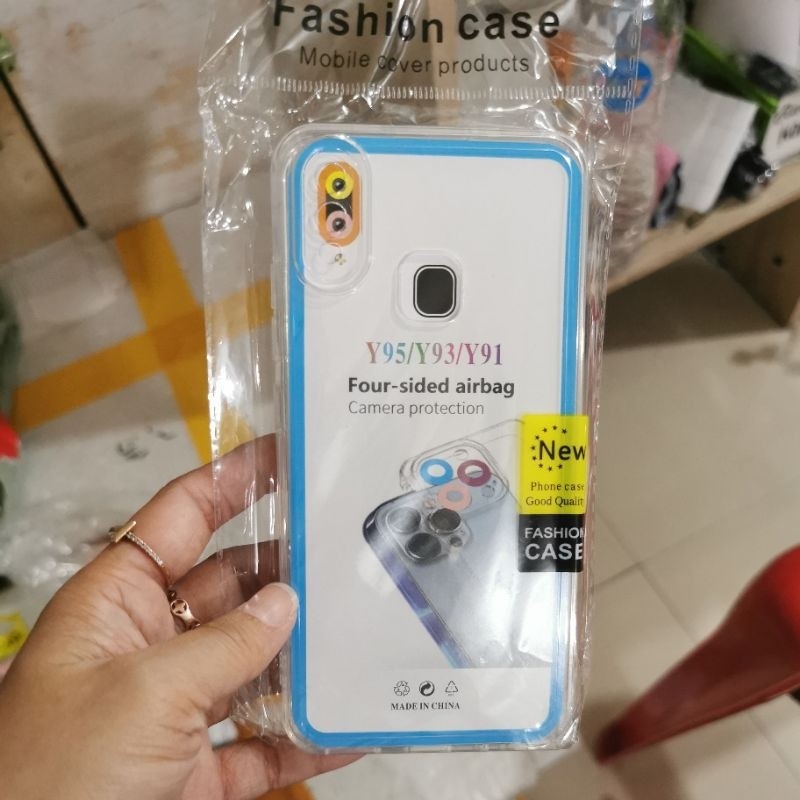 Fashion case
Mobile cover products
Y95/Y93/Y91
Four-sided airbag
Camera protection
New
Phone case
Good Quality
FASHION
CASE
MADE IN CHINA